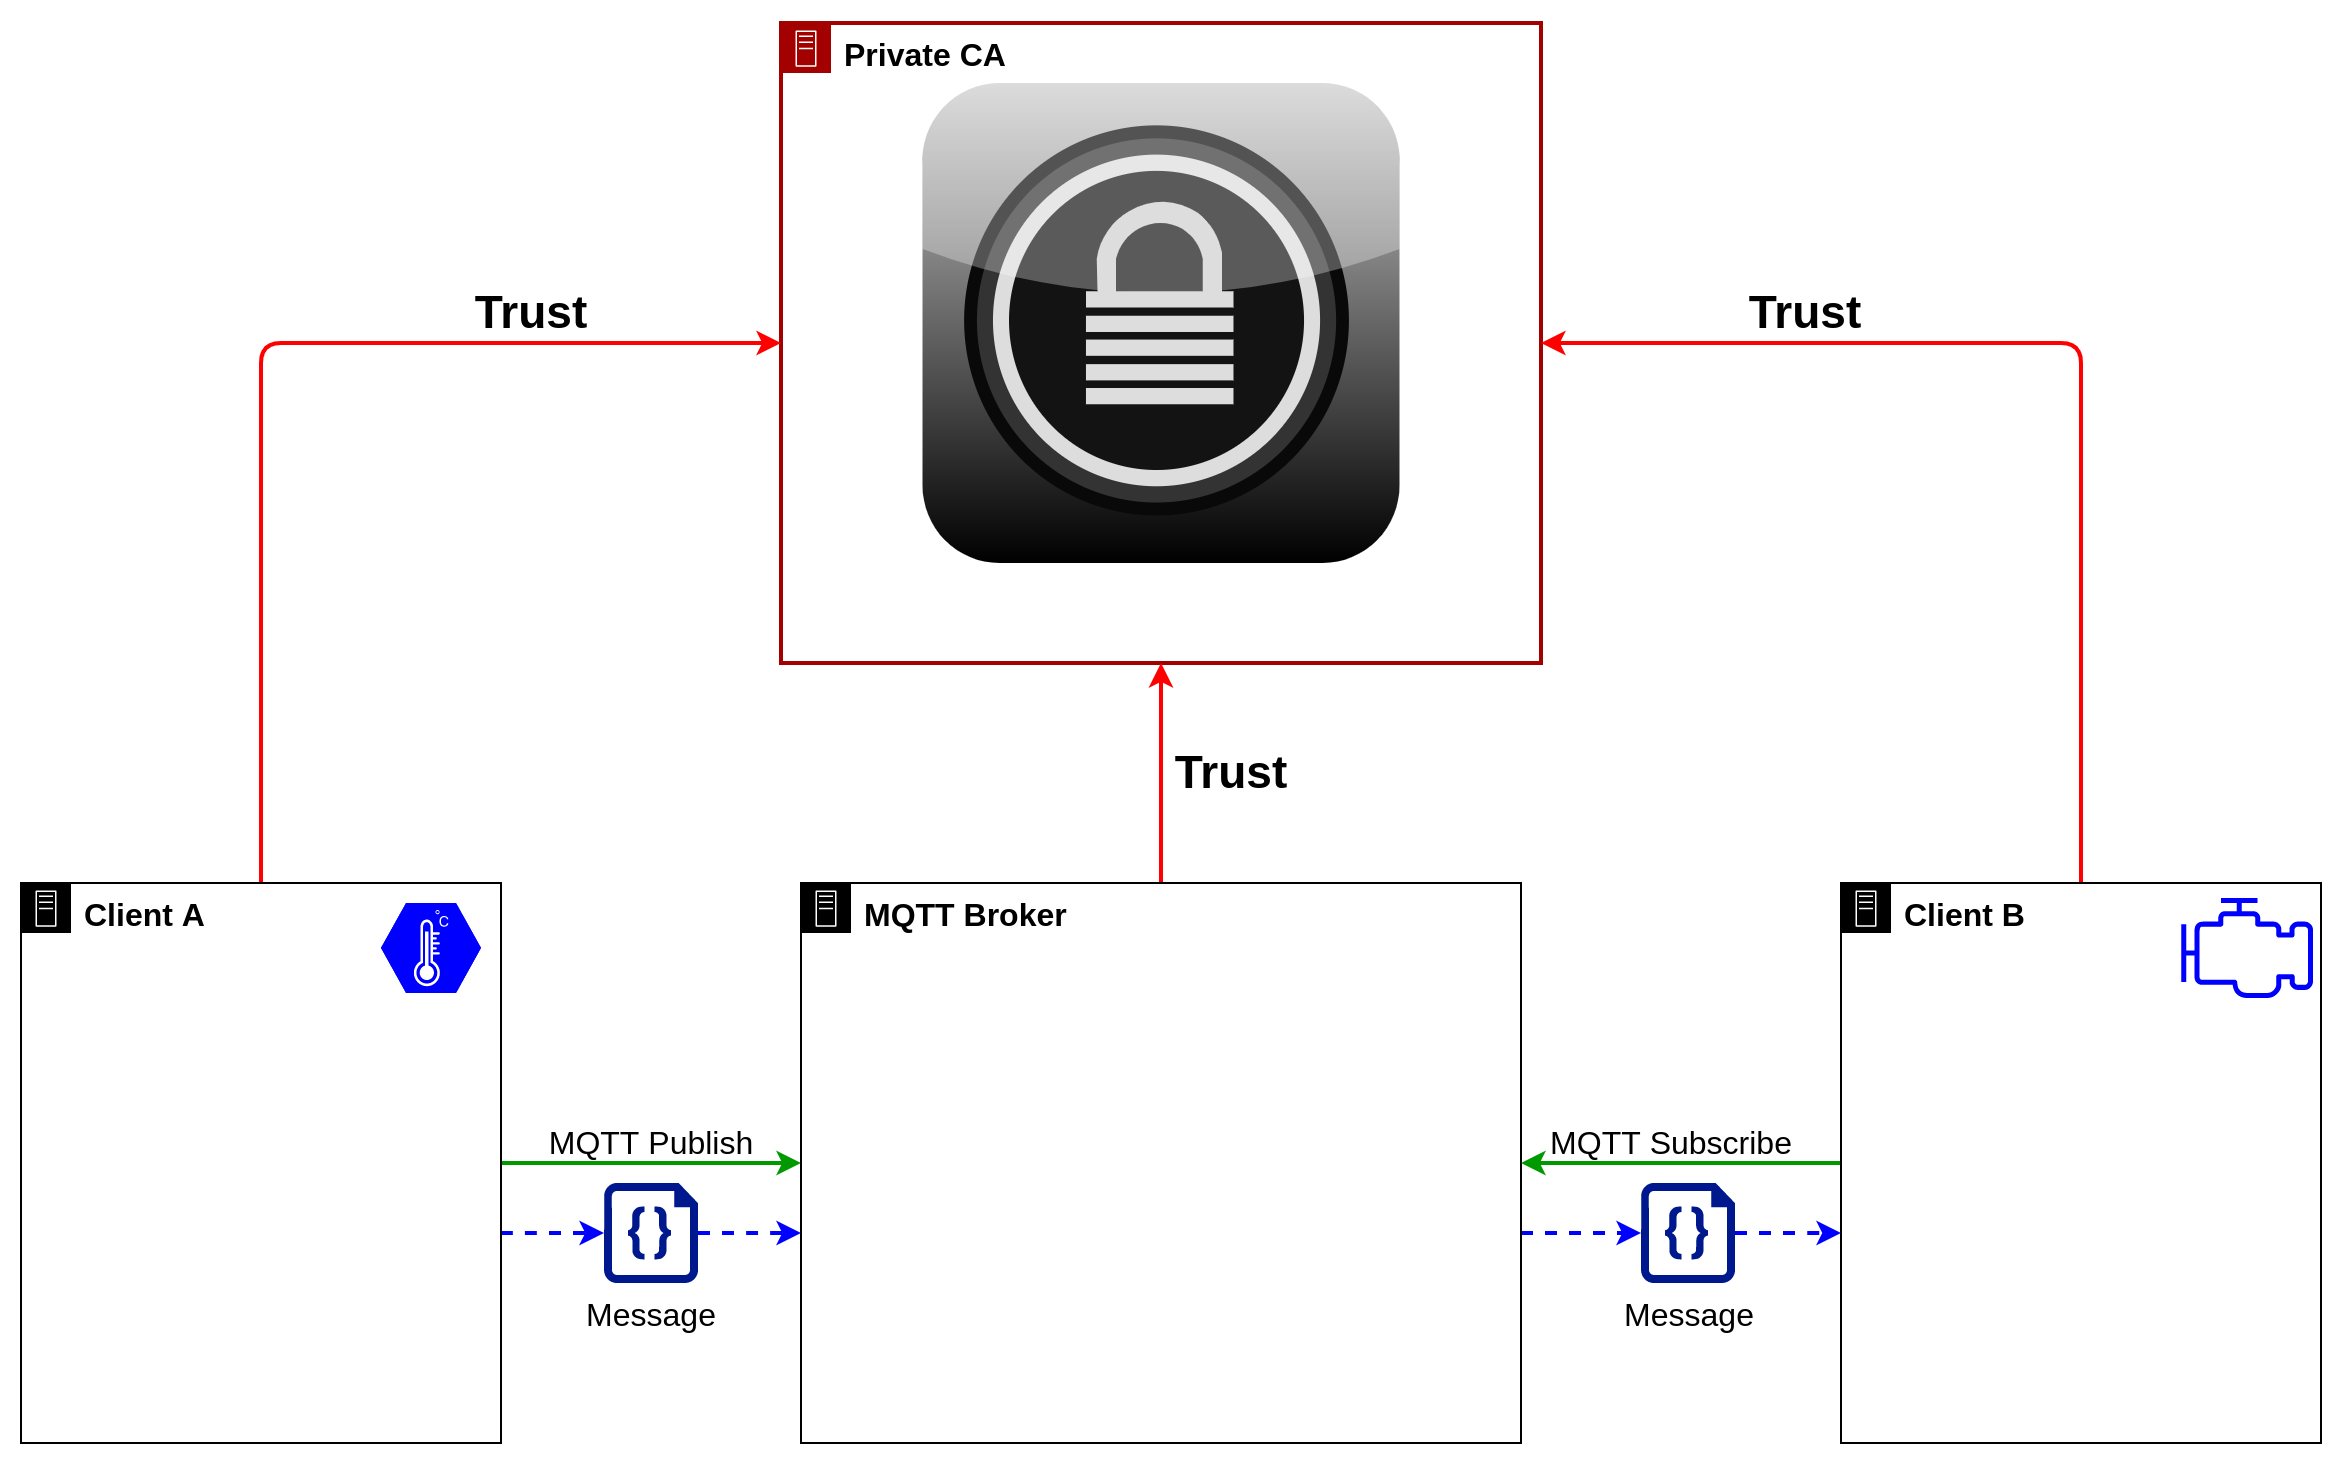 Private CA
Trust
Trust
Trust
Client A
°C
MQTT Broker
Client B
MQTT Publish
MQTT Subscribe
{ }
{ }
Message
Message